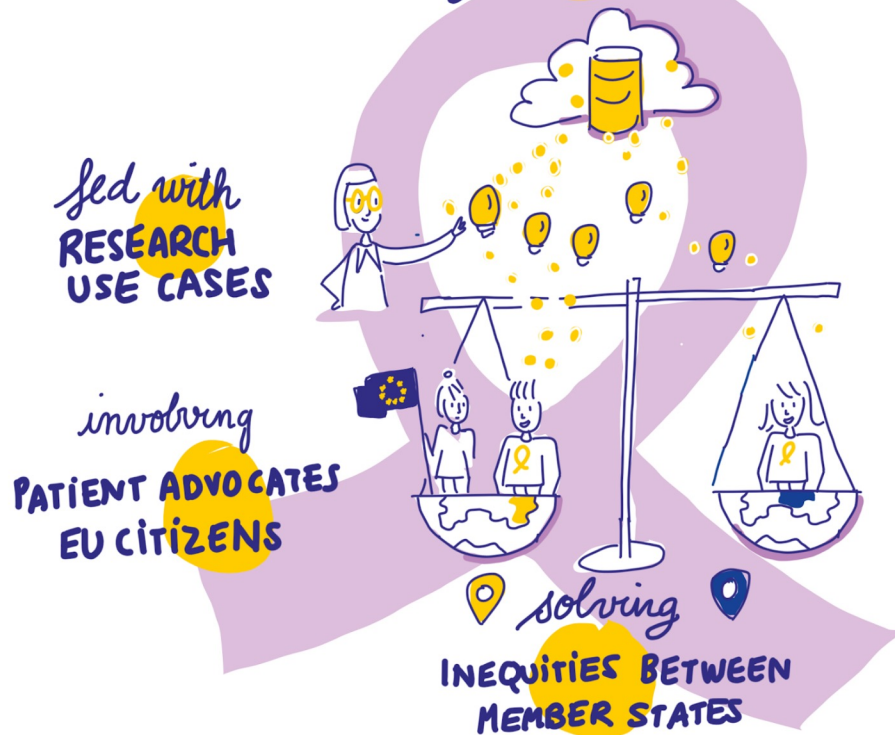 fed with
RESEARCH
USE CASES
involving
PATIENT ADVOCATES
EU CITIZENS
solving
INEQUITIES BETWEEN
MEMBER STATES